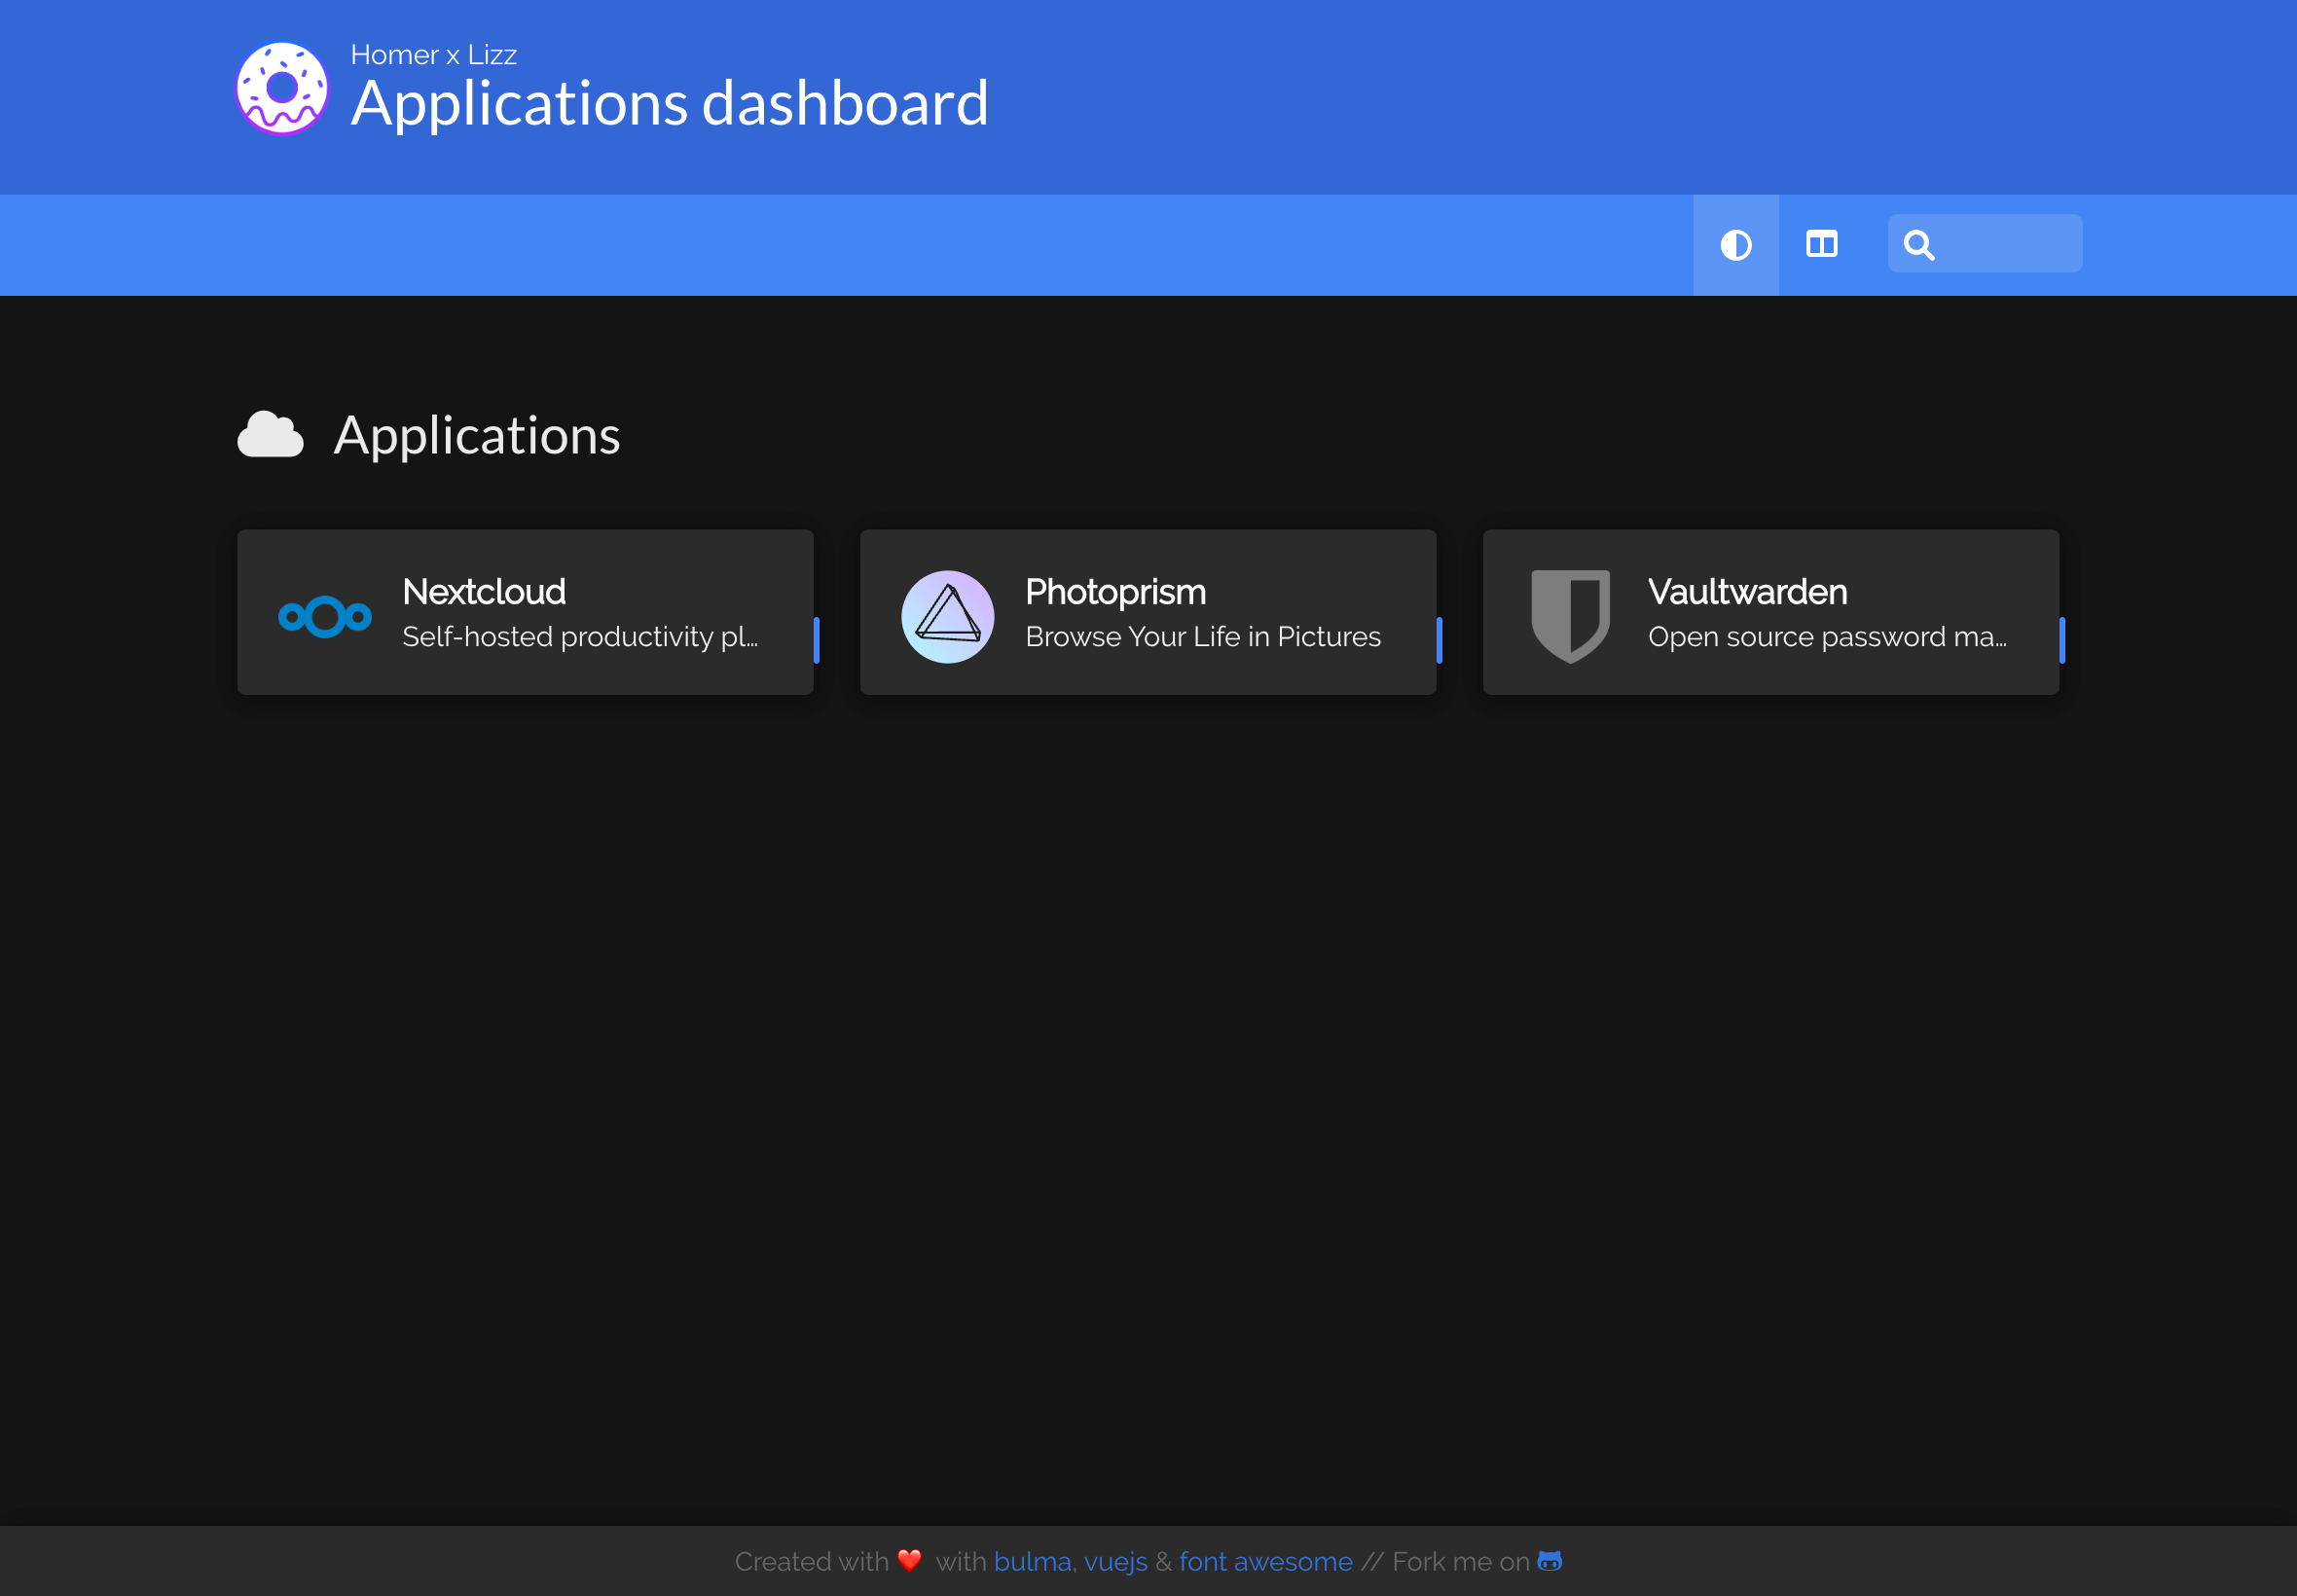 Homer x Lizz
Applications dashboard
Applications
Nextcloud
Self-hosted productivity pl...
Photoprism
Browse Your Life in Pictures
Vaultwarden
Open source password ma...
Created with ❤️ with bulma, vuejs & font awesome // Fork me on